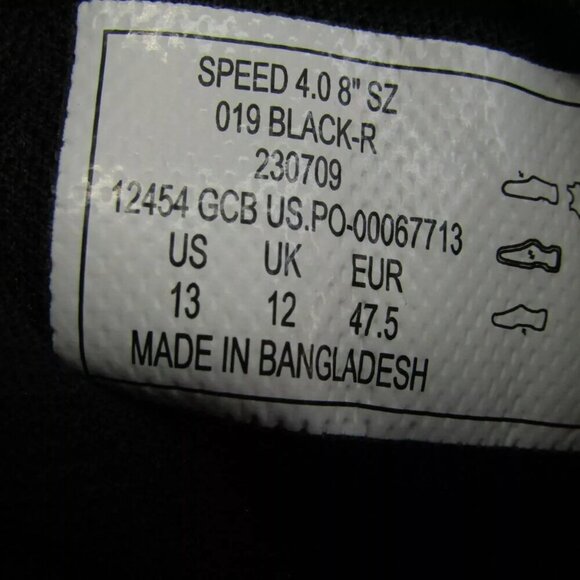 SPEED 4.0 8" SZ
019 BLACK-R
230709
12454 GCB US.PO-00067713
US UK EUR
13 12 47.5
MADE IN BANGLADESH